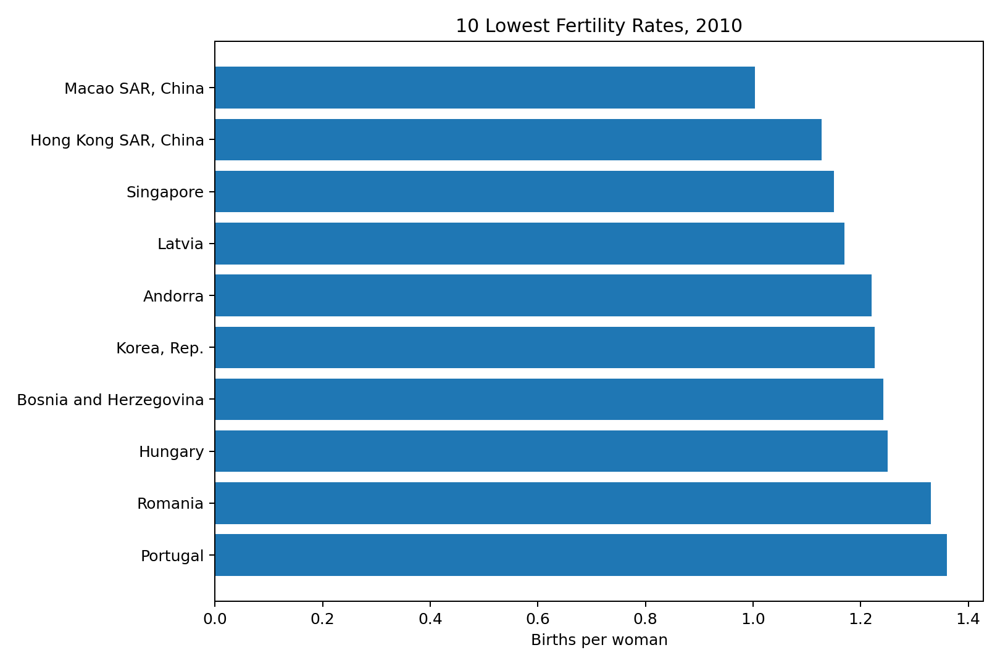 10 Lowest Fertility Rates, 2010
Macao SAR, China
Hong Kong SAR, China
Singapore
Latvia
Andorra
Korea, Rep.
Bosnia and Herzegovina
Hungary
Romania
Portugal
0.0 0.2 0.4 0.6 0.8 1.0 1.2 1.4
Births per woman